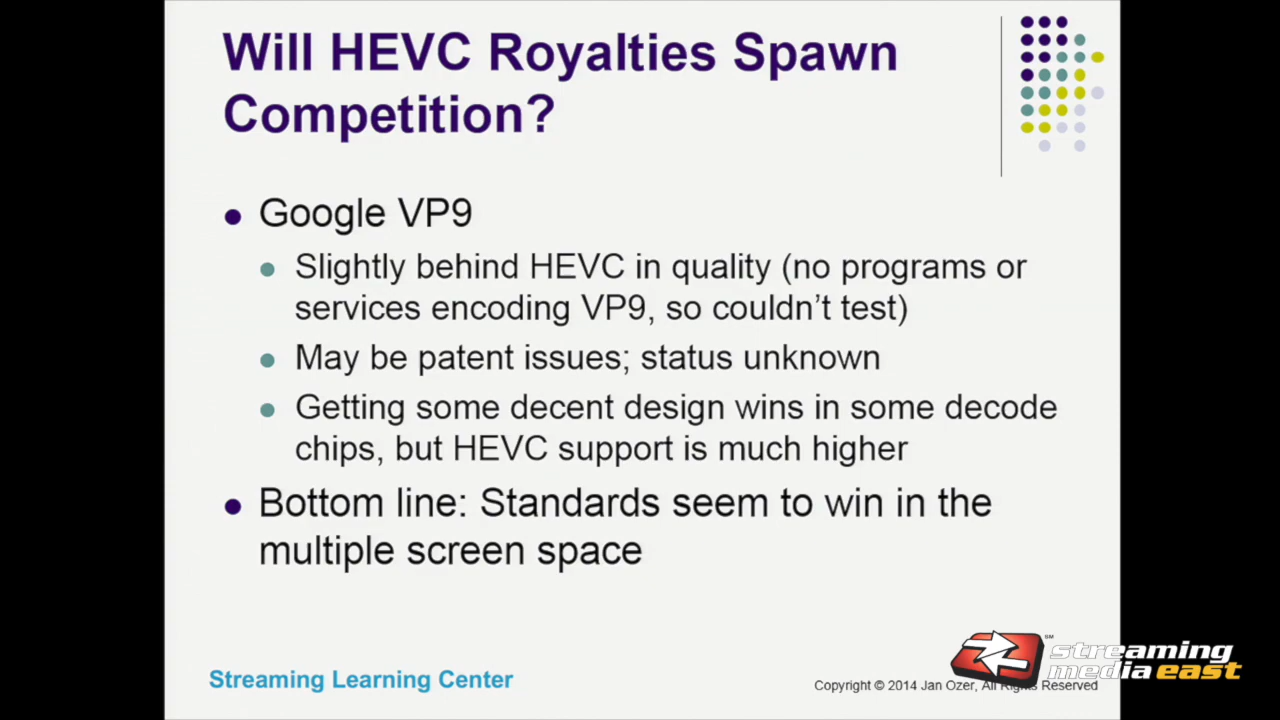 Will HEVC Royalties Spawn
Competition?
Google VP9
Slightly behind HEVC in quality (no programs or
services encoding VP9, so couldn't test)
May be patent issues; status unknown
Getting some decent design wins in some decode
chips, but HEVC support is much higher
Bottom line: Standards seem to win in the
multiple screen space
Streaming Learning Center
Copyright © 2014 Jan Ozer, All Rights Reserved
SM
streaming
media east